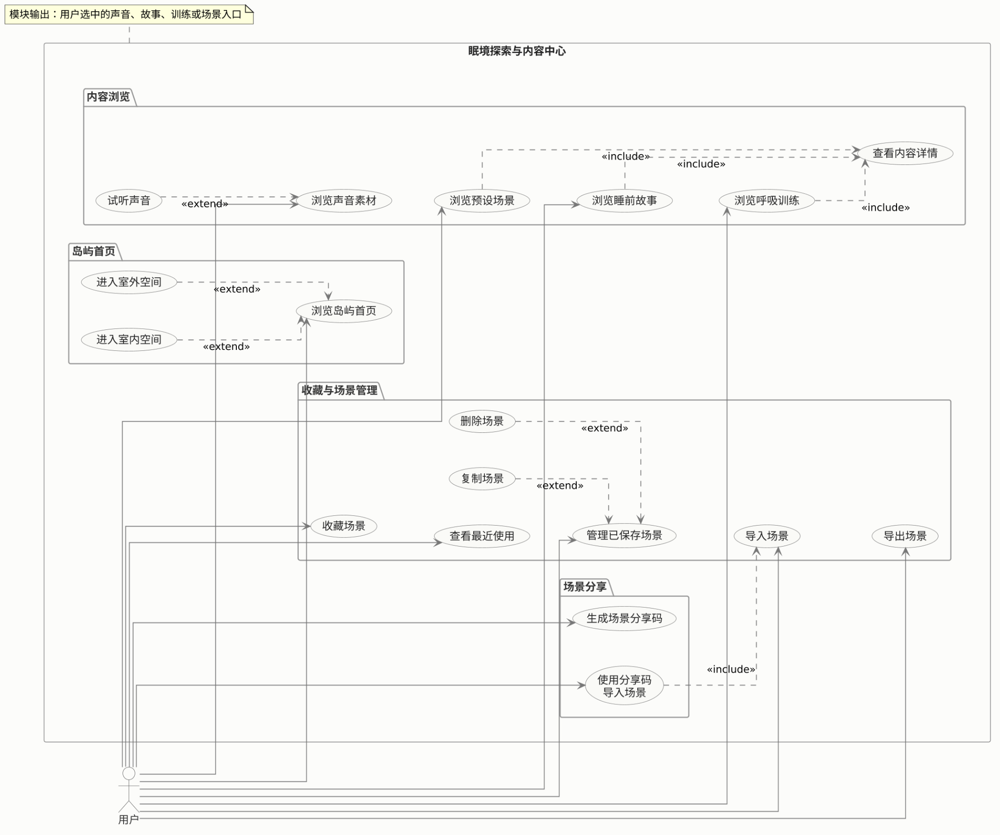 模块输出：用户选中的声音、故事、训练或场景入口
眠境探索与内容中心
内容浏览
查看内容详情
«include»
«include»
试听声音
«extend»
浏览声音素材
浏览预设场景
浏览睡前故事
浏览呼吸训练
«include»
岛屿首页
进入室外空间
«extend»
浏览岛屿首页
进入室内空间
«extend»
收藏与场景管理
删除场景
«extend»
复制场景
«extend»
收藏场景
查看最近使用
管理已保存场景
导入场景
导出场景
场景分享
生成场景分享码
«include»
使用分享码
导入场景
用户